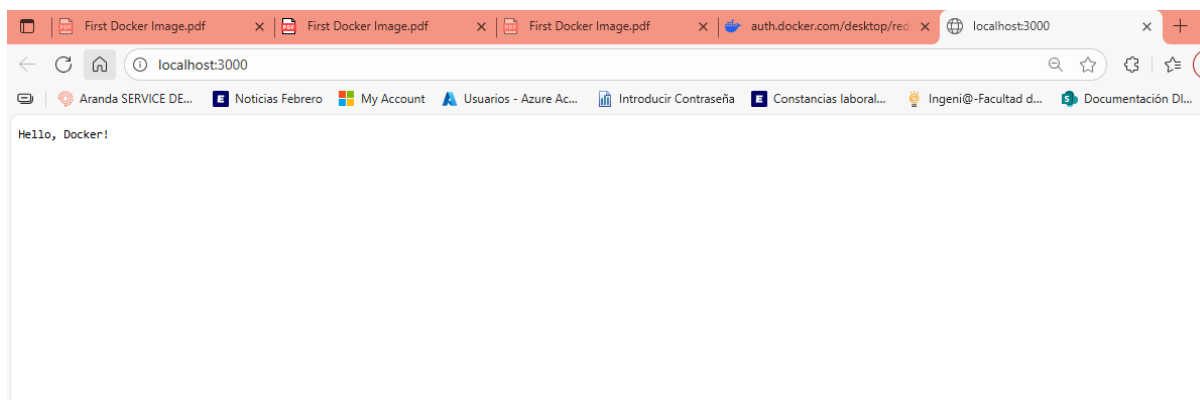 First Docker Image.pdf First Docker Image.pdf First Docker Image.pdf auth.docker.com/desktop/red localhost:3000
localhost:3000
Aranda SERVICE DE... Noticias Febrero My Account Usuarios - Azure Ac... Introducir Contraseña Constancias laboral... Ingeni@-Facultad d... Documentación DI...
Hello, Docker!